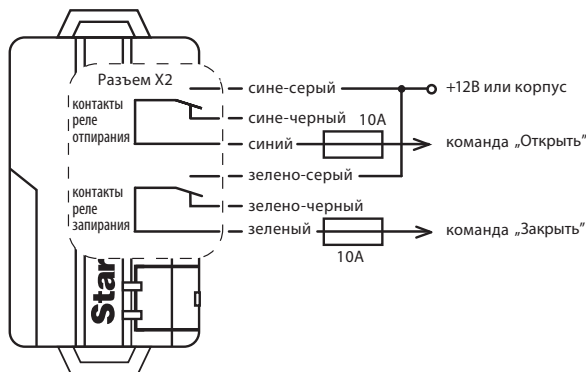 Разъем X2
контакты
реле
отпирания
контакты
реле
запирания
сине-серый
+12В или корпус
сине-черный
10А
синий
команда „Открыть”
зелено-серый
зелено-черный
зеленый
10А
команда „Закрыть”
Star